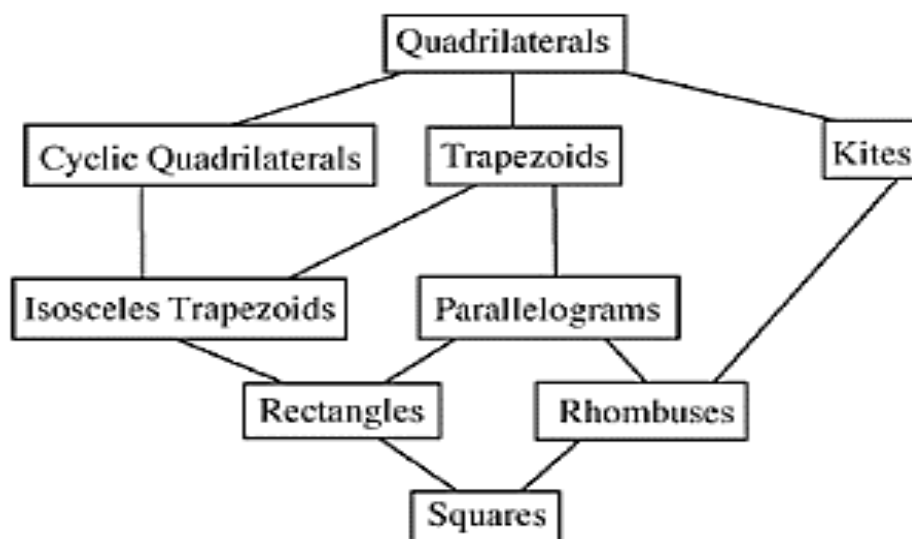 Quadrilaterals
Cyclic Quadrilaterals
Trapezoids
Kites
Isosceles Trapezoids
Parallelograms
Rectangles
Rhombuses
Squares